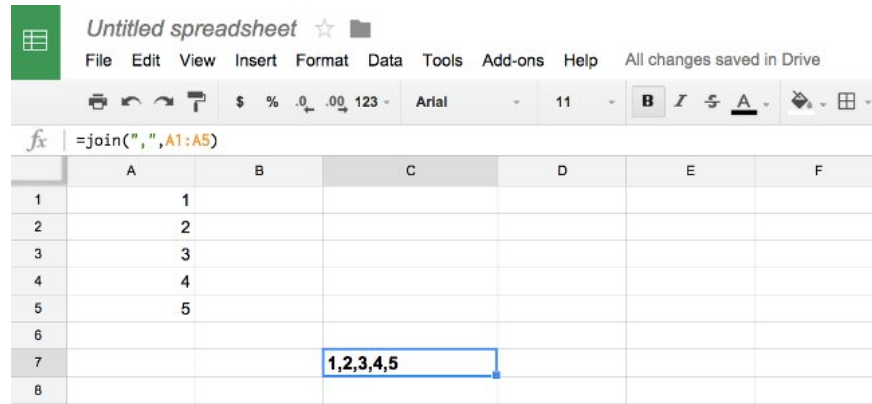 Untitled spreadsheet
File Edit View Insert Format Data Tools Add-ons Help All changes saved in Drive
$ % .0 .00 123 Arial 11 B I S A
fx =join(",",A1:A5)
A B C D E F
1 1
2 2
3 3
4 4
5 5
6
7 1,2,3,4,5
8